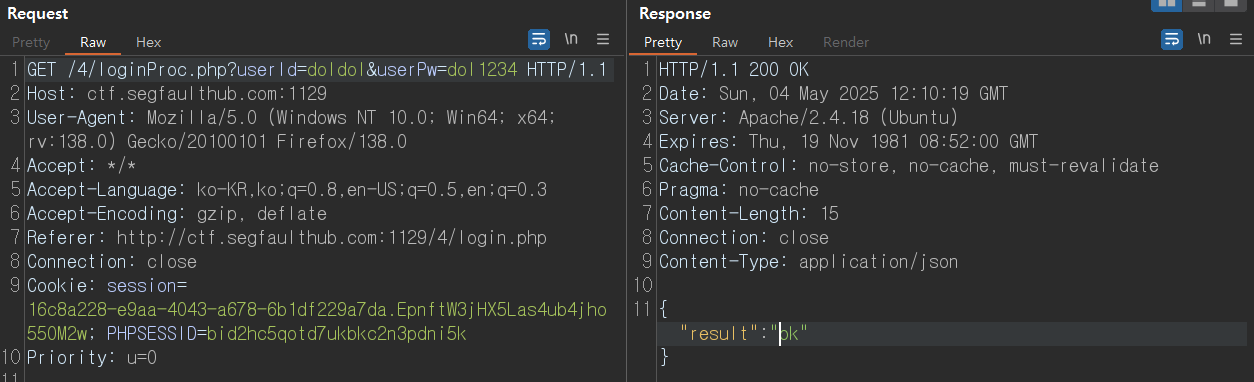 Request
Pretty Raw Hex \n
1 GET /4/loginProc.php?userId=doldol&userPw=dol1234 HTTP/1.1
2 Host: ctf.segfaulthub.com:1129
3 User-Agent: Mozilla/5.0 (Windows NT 10.0; Win64; x64;
rv:138.0) Gecko/20100101 Firefox/138.0
4 Accept: */*
5 Accept-Language: ko-KR,ko;q=0.8,en-US;q=0.5,en;q=0.3
6 Accept-Encoding: gzip, deflate
7 Referer: http://ctf.segfaulthub.com:1129/4/login.php
8 Connection: close
9 Cookie: session=
16c8a228-e9aa-4043-a678-6b1df229a7da.EpnftW3jHX5Las4ub4jho
550M2w; PHPSESSID=bid2hc5qotd7ukbkc2n3pdni5k
10 Priority: u=0
11
Response
Pretty Raw Hex Render \n
1 HTTP/1.1 200 OK
2 Date: Sun, 04 May 2025 12:10:19 GMT
3 Server: Apache/2.4.18 (Ubuntu)
4 Expires: Thu, 19 Nov 1981 08:52:00 GMT
5 Cache-Control: no-store, no-cache, must-revalidate
6 Pragma: no-cache
7 Content-Length: 15
8 Connection: close
9 Content-Type: application/json
10
11 {
"result":"ok"
}